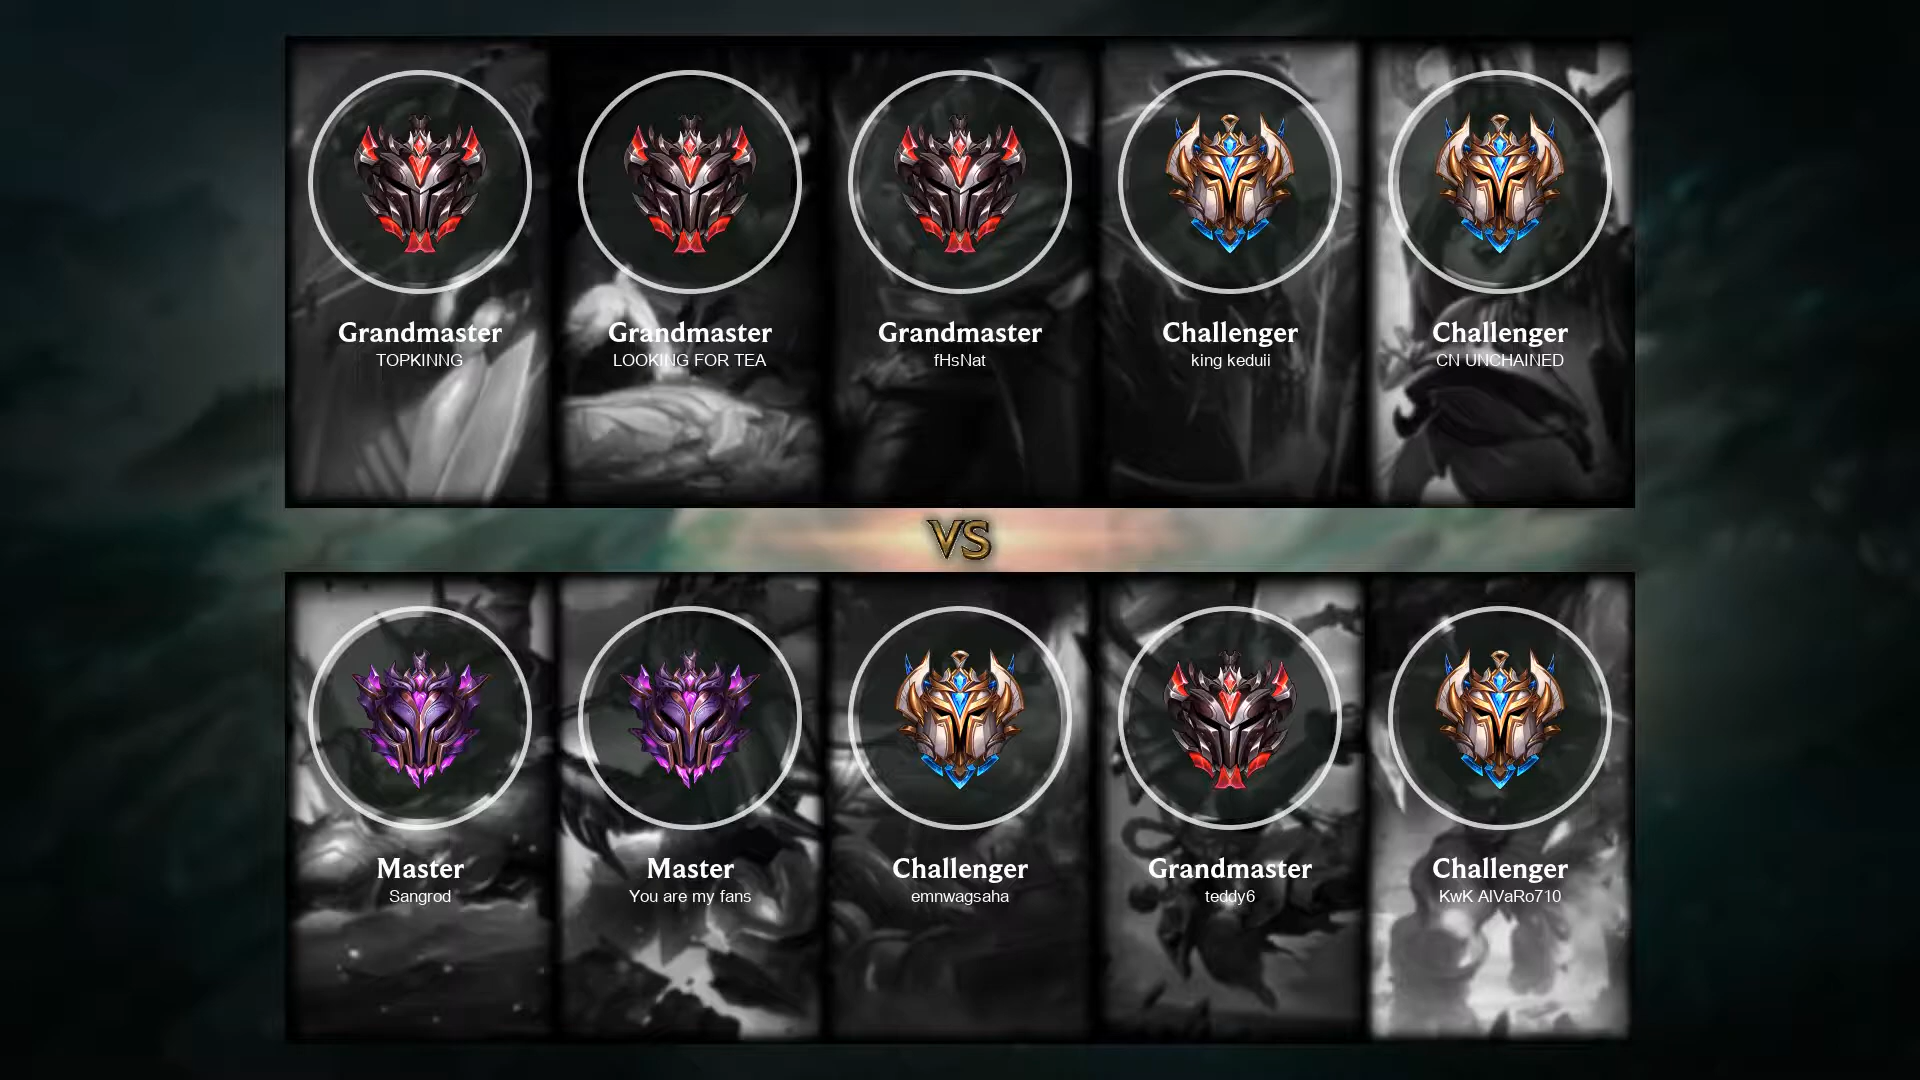 Grandmaster
TOPKINNG
Grandmaster
LOOKING FOR TEA
Grandmaster
fHsNat
Challenger
king keduii
Challenger
CN UNCHAINED
VS
Master
Sangrod
Master
You are my fans
Challenger
emnwagsaha
Grandmaster
teddy6
Challenger
KwK AlVaRo710